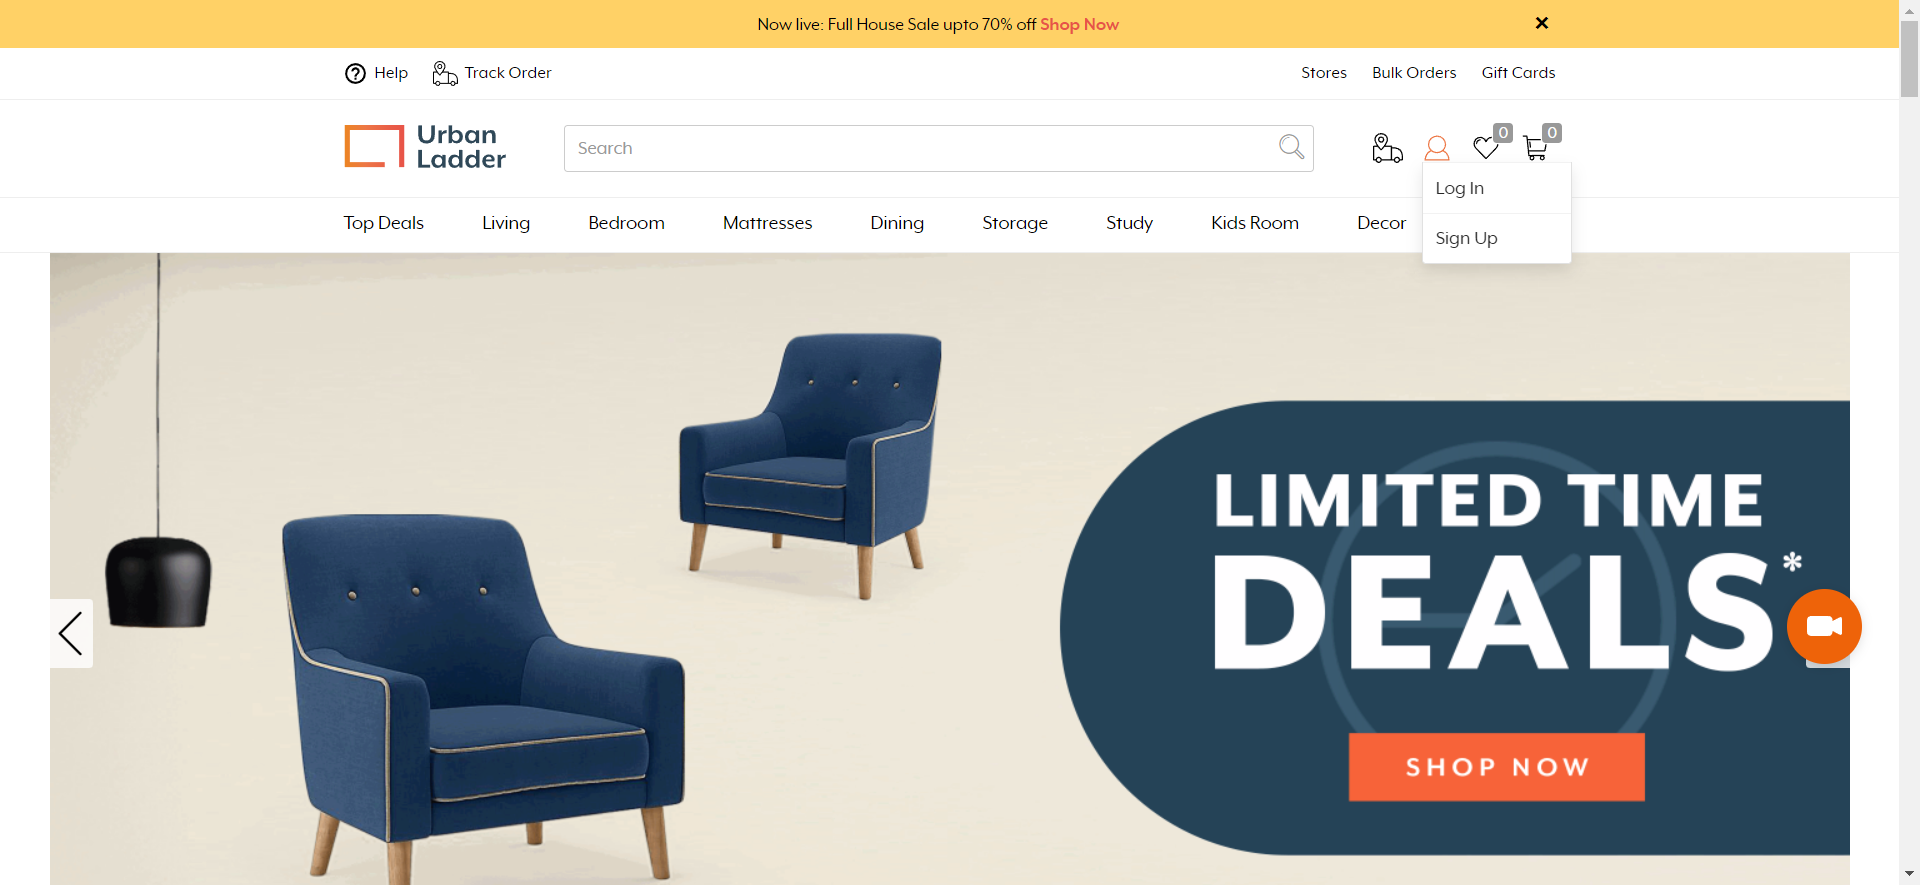 Now live: Full House Sale upto 70% off Shop Now ×
Help Track Order Stores Bulk Orders Gift Cards
Urban
Ladder
Search
0 0
Log In
Sign Up
Top Deals Living Bedroom Mattresses Dining Storage Study Kids Room Decor
LIMITED TIME
DEALS*
SHOP NOW